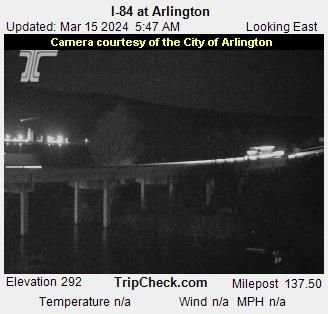 I-84 at Arlington
Updated: Mar 15 2024 5:47 AM Looking East
Camera courtesy of the City of Arlington
Elevation 292 TripCheck.com Milepost 137.50
Temperature n/a Wind n/a MPH n/a